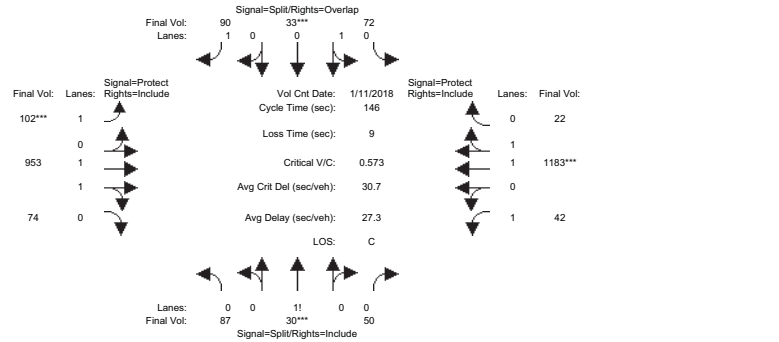 Signal=Split/Rights=Overlap
Final Vol: 90 33*** 72
Lanes: 1 0 0 1 0
Signal=Protect Signal=Protect
Final Vol: Lanes: Rights=Include Vol Cnt Date: 1/11/2018 Rights=Include Lanes: Final Vol:
Cycle Time (sec): 146
102*** 1 0 22
Loss Time (sec): 9
0 1
953 1 Critical V/C: 0.573 1 1183***
1 Avg Crit Del (sec/veh): 30.7 0
74 0 Avg Delay (sec/veh): 27.3 1 42
LOS: C
Lanes: 0 0 1! 0 0
Final Vol: 87 30*** 50
Signal=Split/Rights=Include